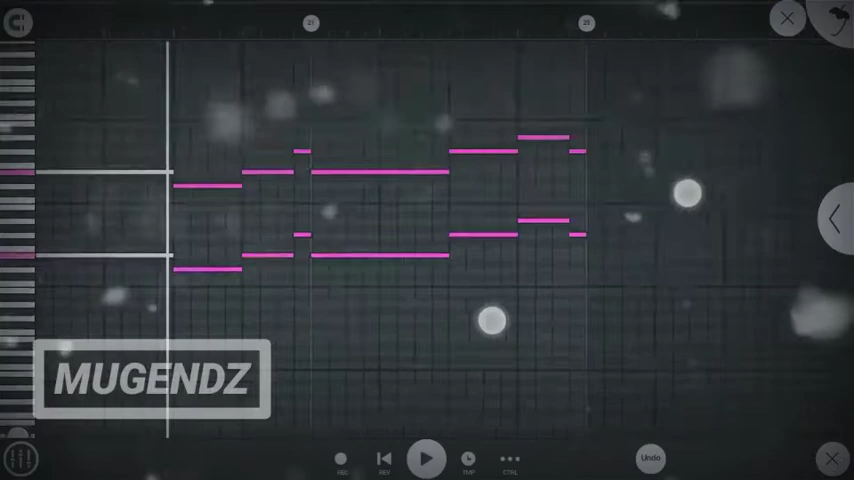 21
25
MUGENDZ
REC
REV
TMP
CTRL
Undo